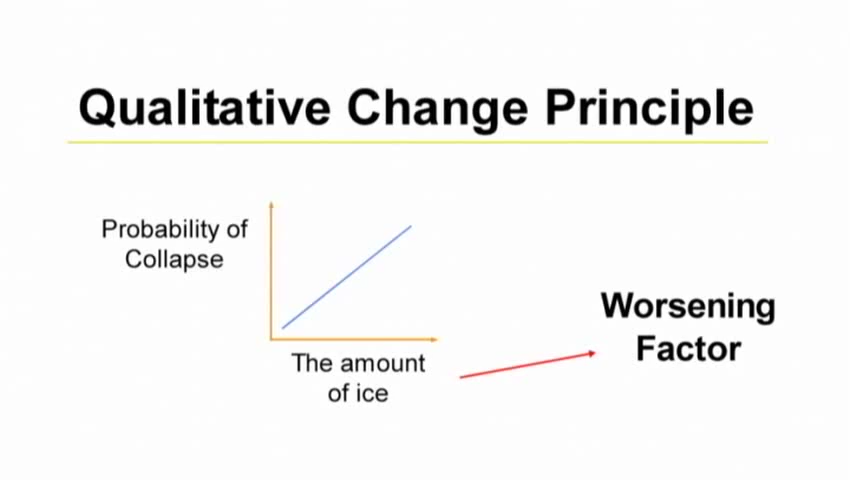 Qualitative Change Principle
Probability of
Collapse
The amount
of ice
Worsening
Factor